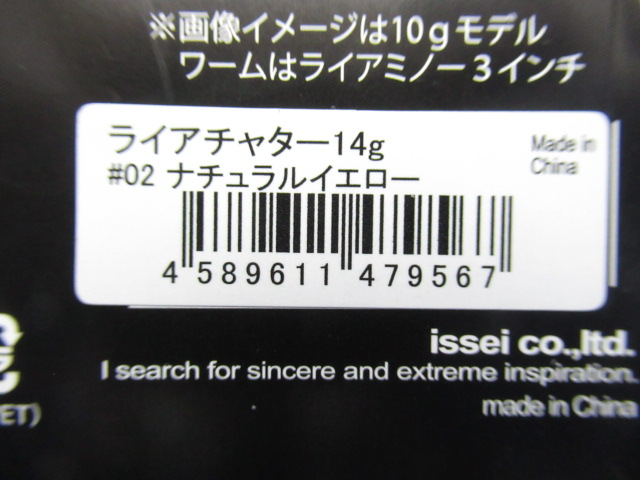 ※画像イメージは10gモデル
ワームはライアミノー3インチ
ライアチャター14g
#02 ナチュラルイエロー
Made in
China
4 589611 479567
issei co.,ltd.
I search for sincere and extreme inspiration.
made in China